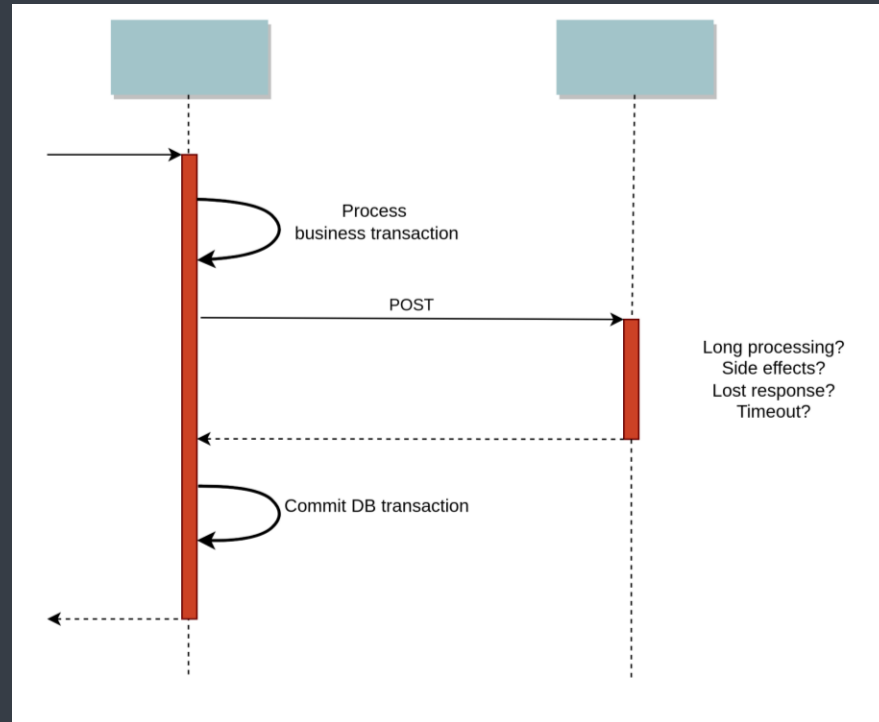 Process
business transaction
POST
Long processing?
Side effects?
Lost response?
Timeout?
Commit DB transaction